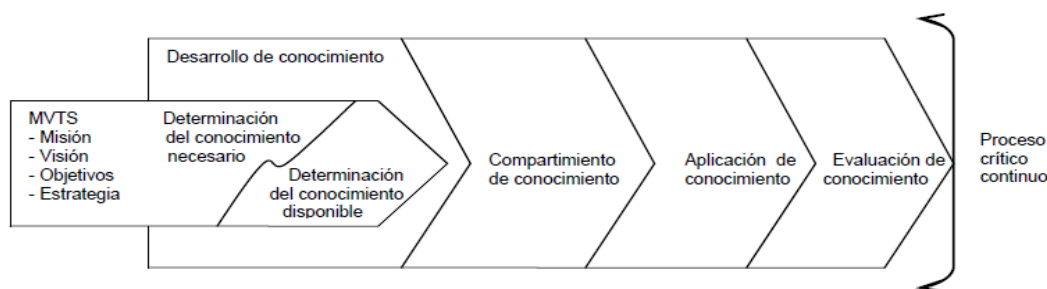 Desarrollo de conocimiento
MVTS
- Misión
- Visión
- Objetivos
- Estrategia
Determinación
del conocimiento
necesario
Determinación
del conocimiento
disponible
Compartimiento
de conocimiento
Aplicación de
conocimiento
Evaluación de
conocimiento
Proceso
crítico
continuo